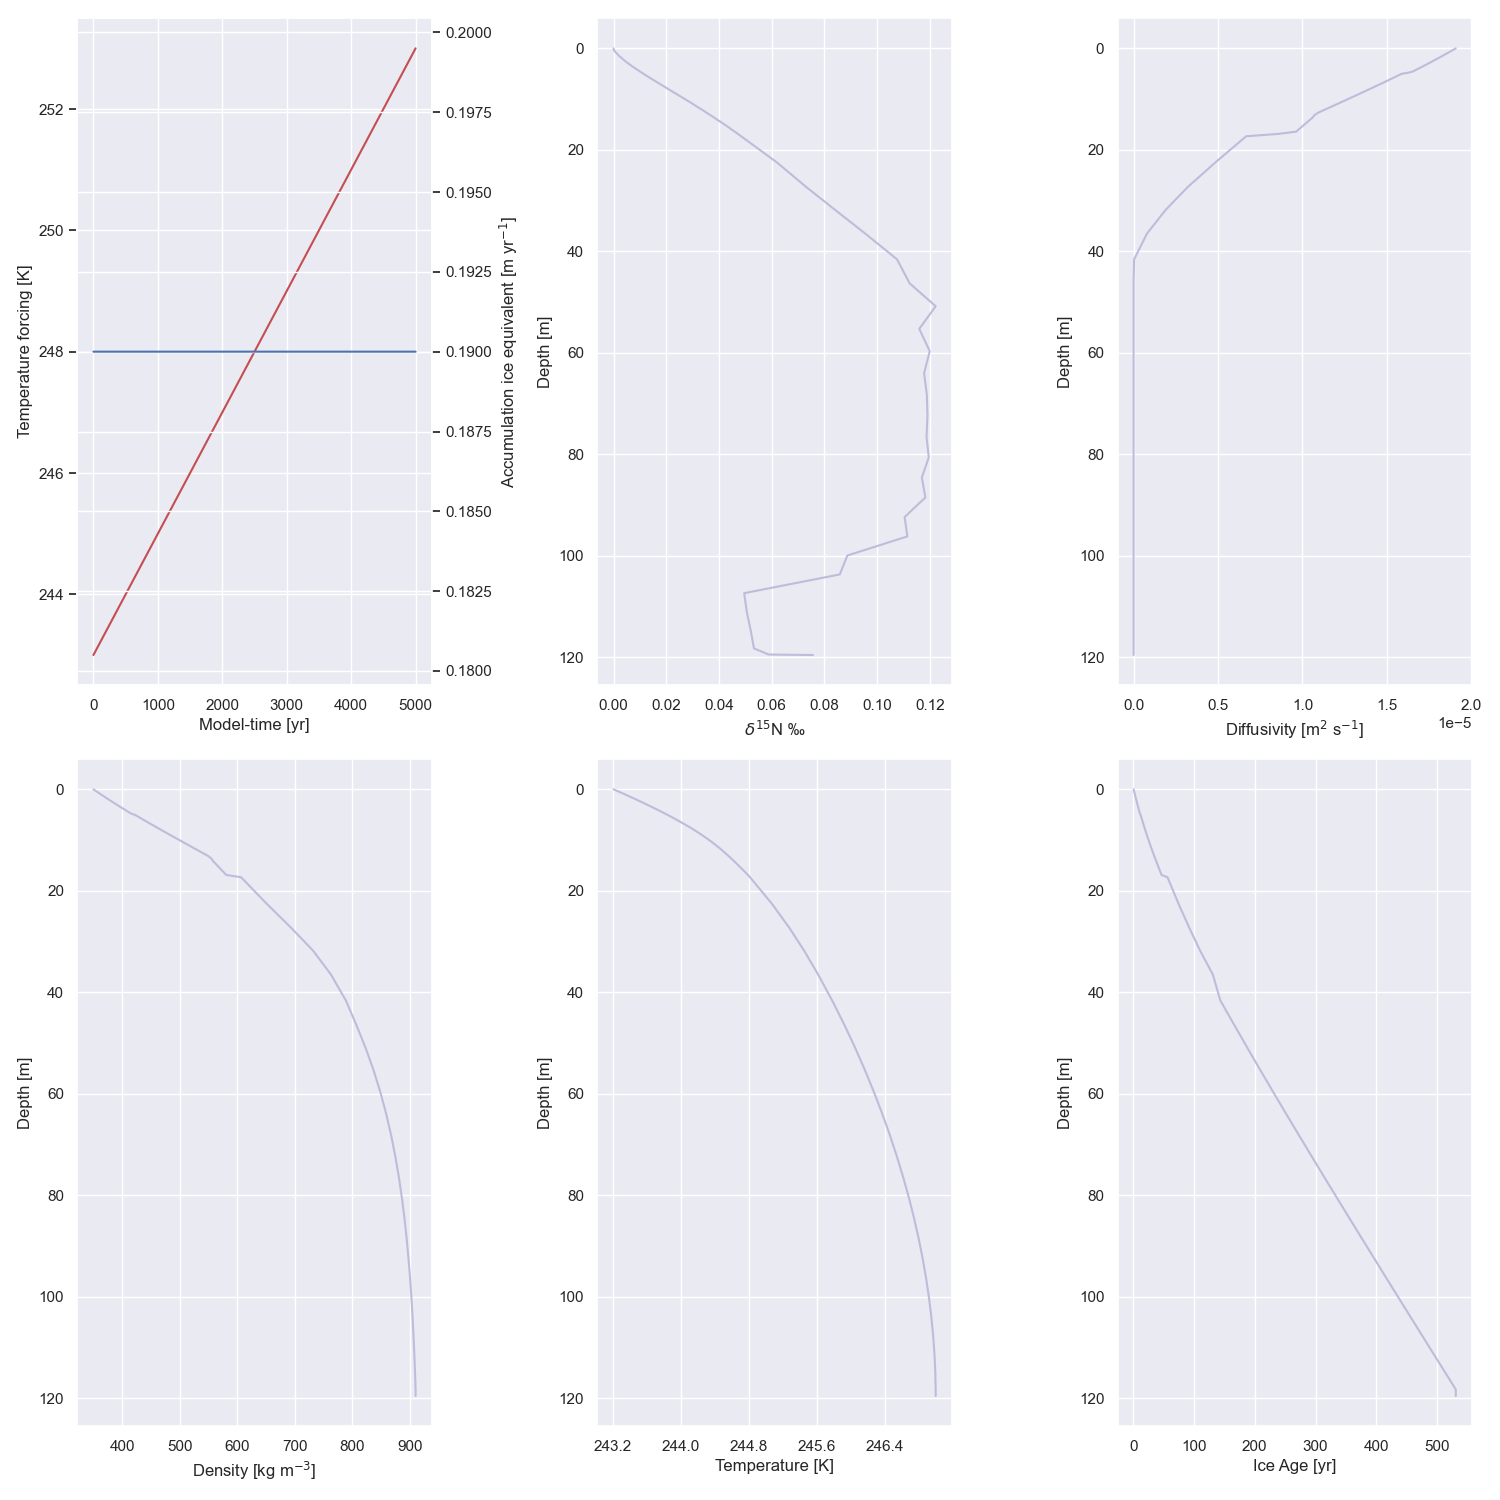 Temperature forcing [K]
252
250
248
246
244
0.2000
0.1975
0.1950
0.1925
0.1900
0.1875
0.1850
0.1825
0.1800
Accumulation ice equivalent [m yr⁻¹]
0 1000 2000 3000 4000 5000
Model-time [yr]
Depth [m]
0
20
40
60
80
100
120
0.00 0.02 0.04 0.06 0.08 0.10 0.12
δ¹⁵N ‰
Depth [m]
0
20
40
60
80
100
120
0.0 0.5 1.0 1.5 2.0
1e−5
Diffusivity [m² s⁻¹]
Depth [m]
0
20
40
60
80
100
120
400 500 600 700 800 900
Density [kg m⁻³]
Depth [m]
0
20
40
60
80
100
120
243.2 244.0 244.8 245.6 246.4
Temperature [K]
Depth [m]
0
20
40
60
80
100
120
0 100 200 300 400 500
Ice Age [yr]